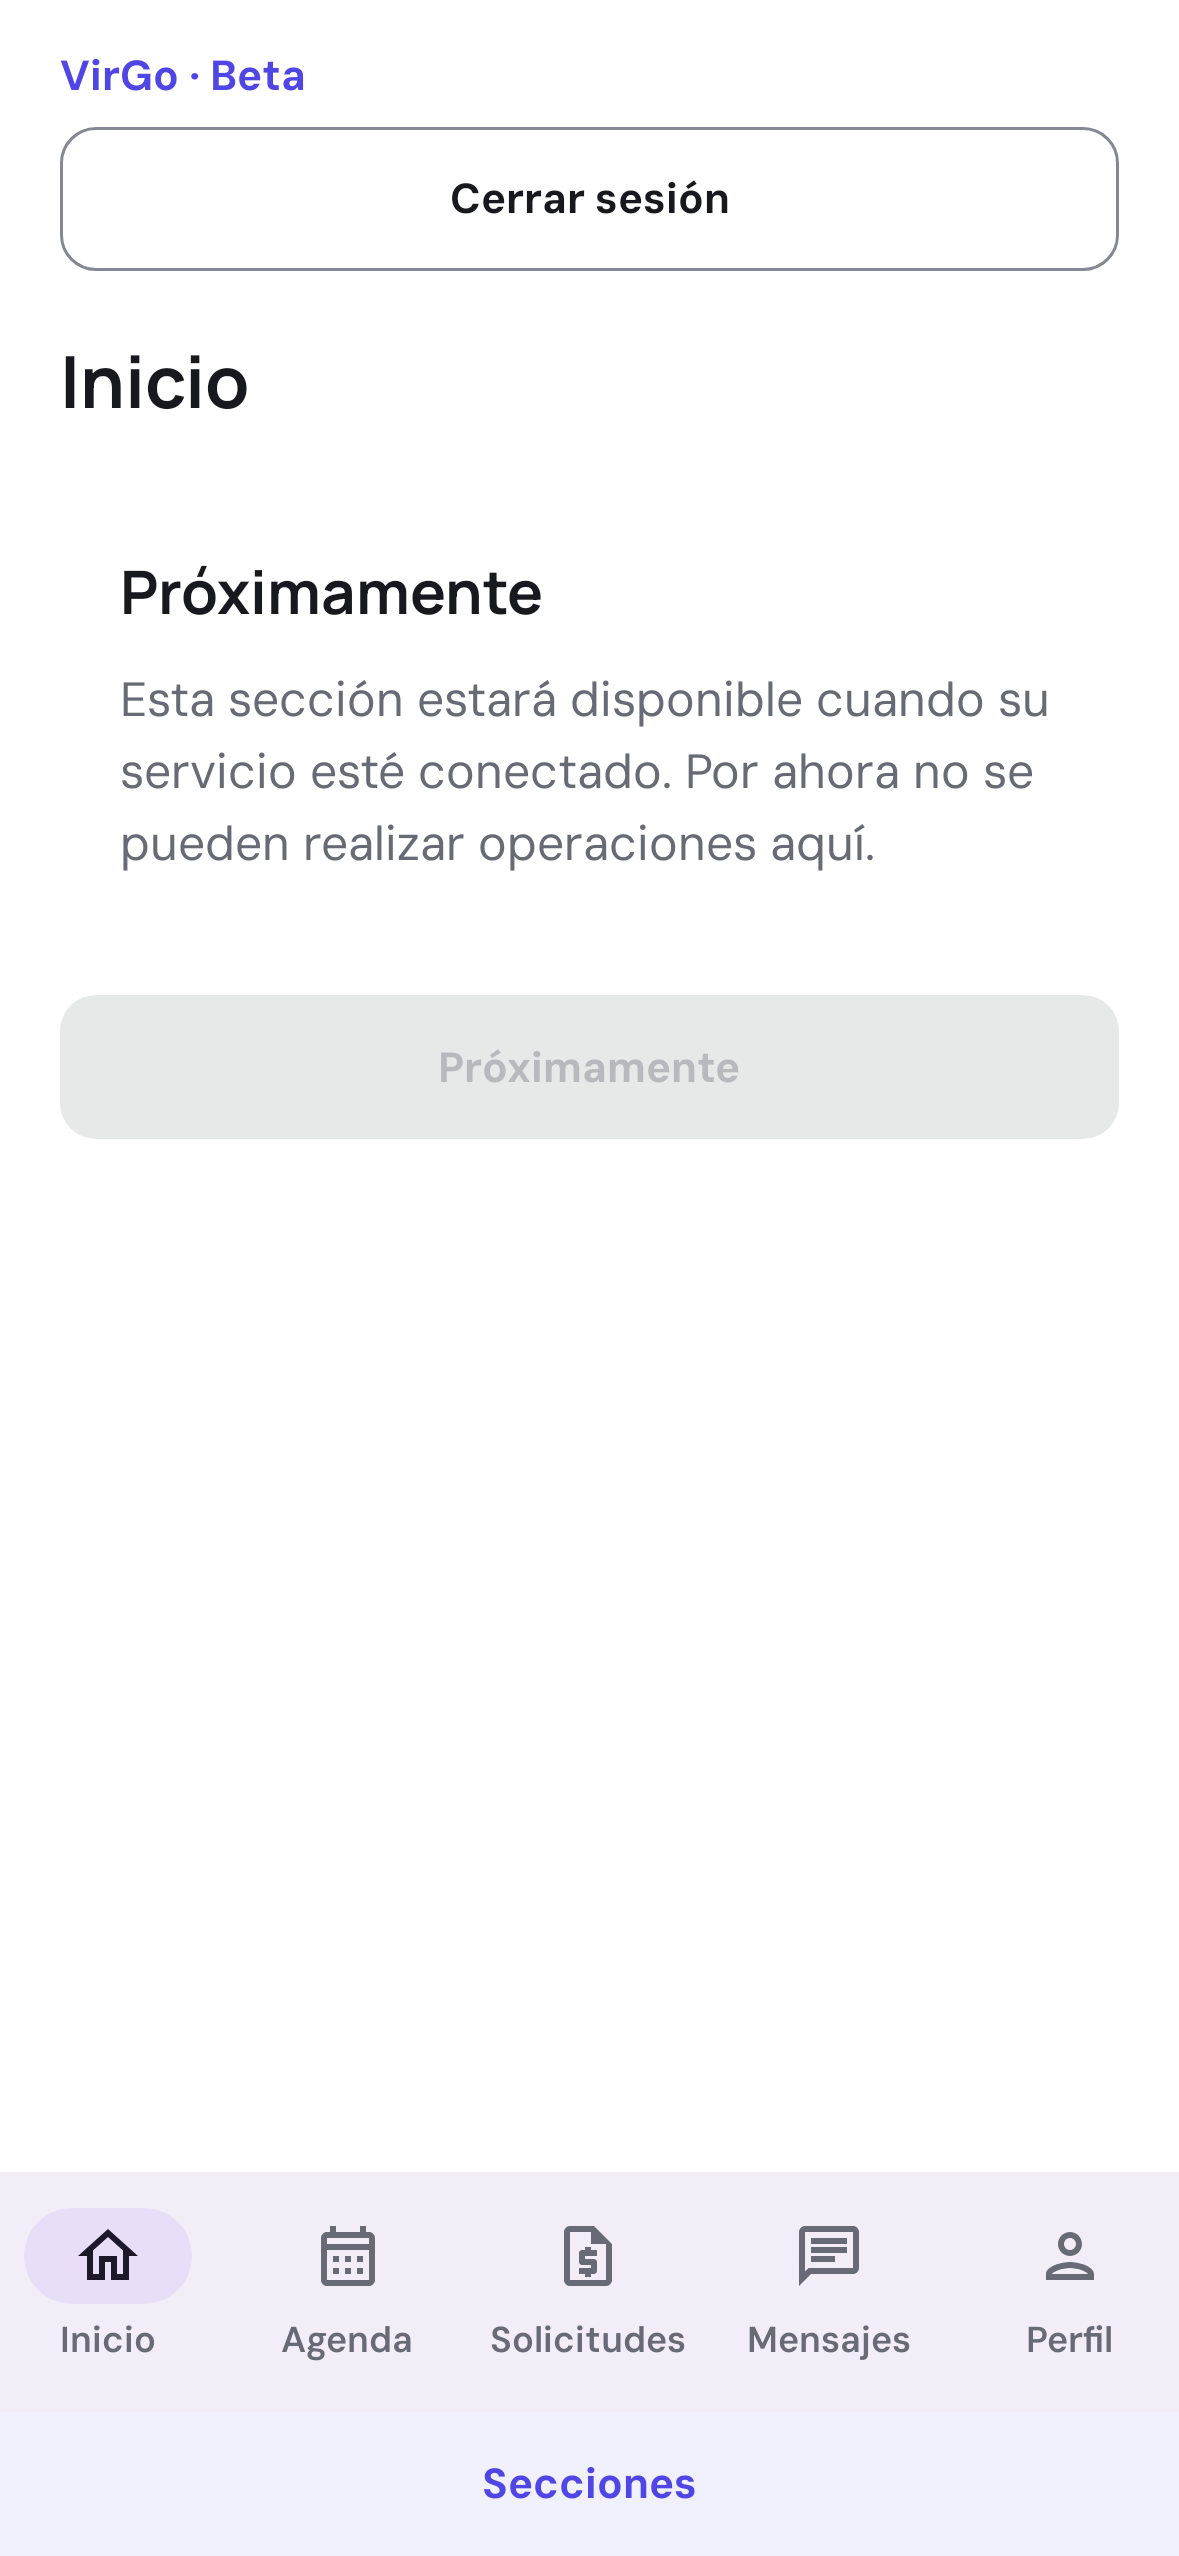 VirGo · Beta
Cerrar sesión
Inicio
Próximamente
Esta sección estará disponible cuando su
servicio esté conectado. Por ahora no se
pueden realizar operaciones aquí.
Próximamente
Inicio
Agenda
Solicitudes
Mensajes
Perfil
Secciones